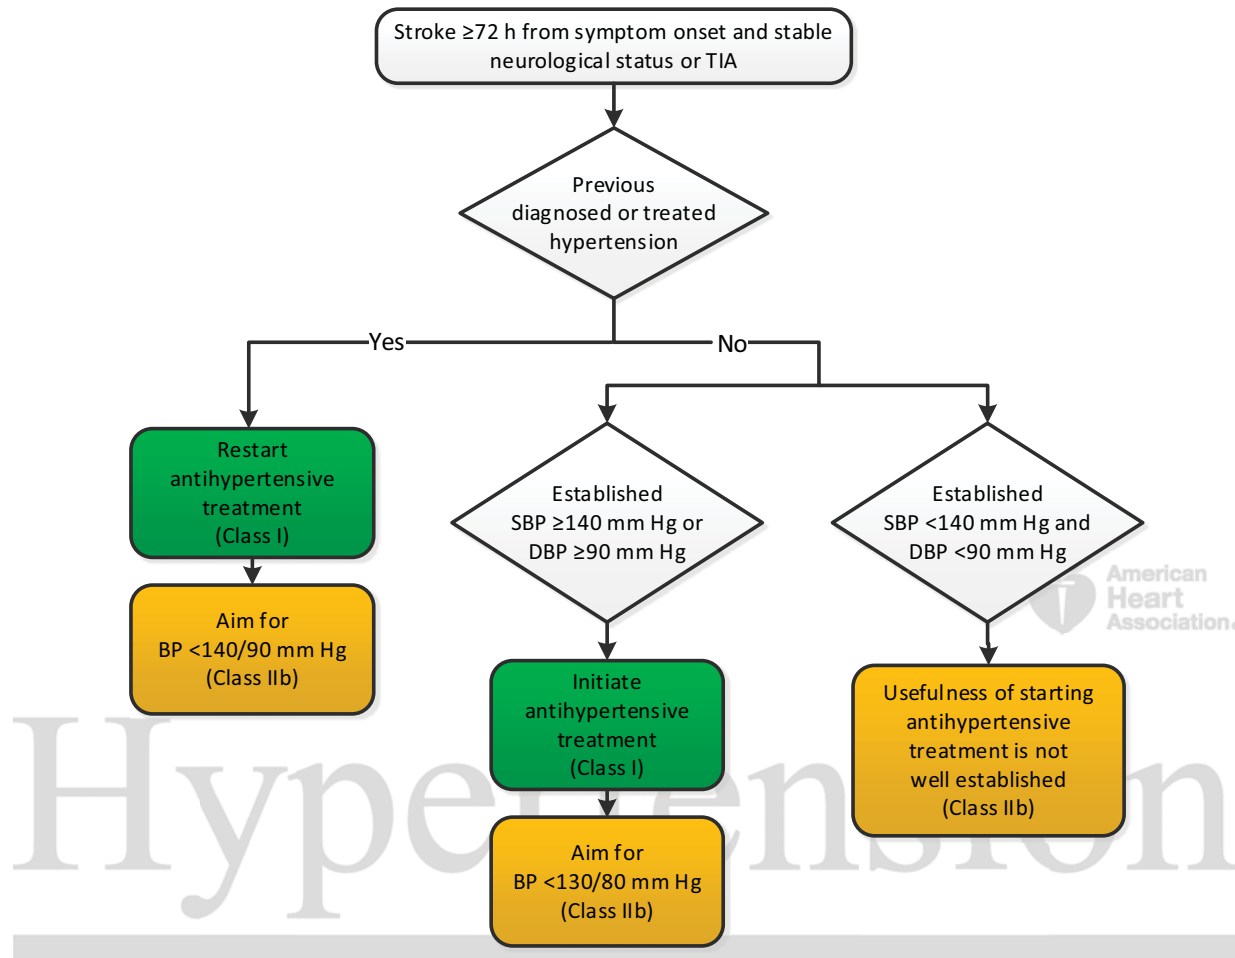 Stroke ≥72 h from symptom onset and stable
neurological status or TIA
Previous
diagnosed or treated
hypertension
Yes
No
Restart
antihypertensive
treatment
(Class I)
Aim for
BP <140/90 mm Hg
(Class IIb)
Established
SBP ≥140 mm Hg or
DBP ≥90 mm Hg
Initiate
antihypertensive
treatment
(Class I)
Aim for
BP <130/80 mm Hg
(Class IIb)
Established
SBP <140 mm Hg and
DBP <90 mm Hg
Usefulness of starting
antihypertensive
treatment is not
well established
(Class IIb)
American
Heart
Association®
Hypertension